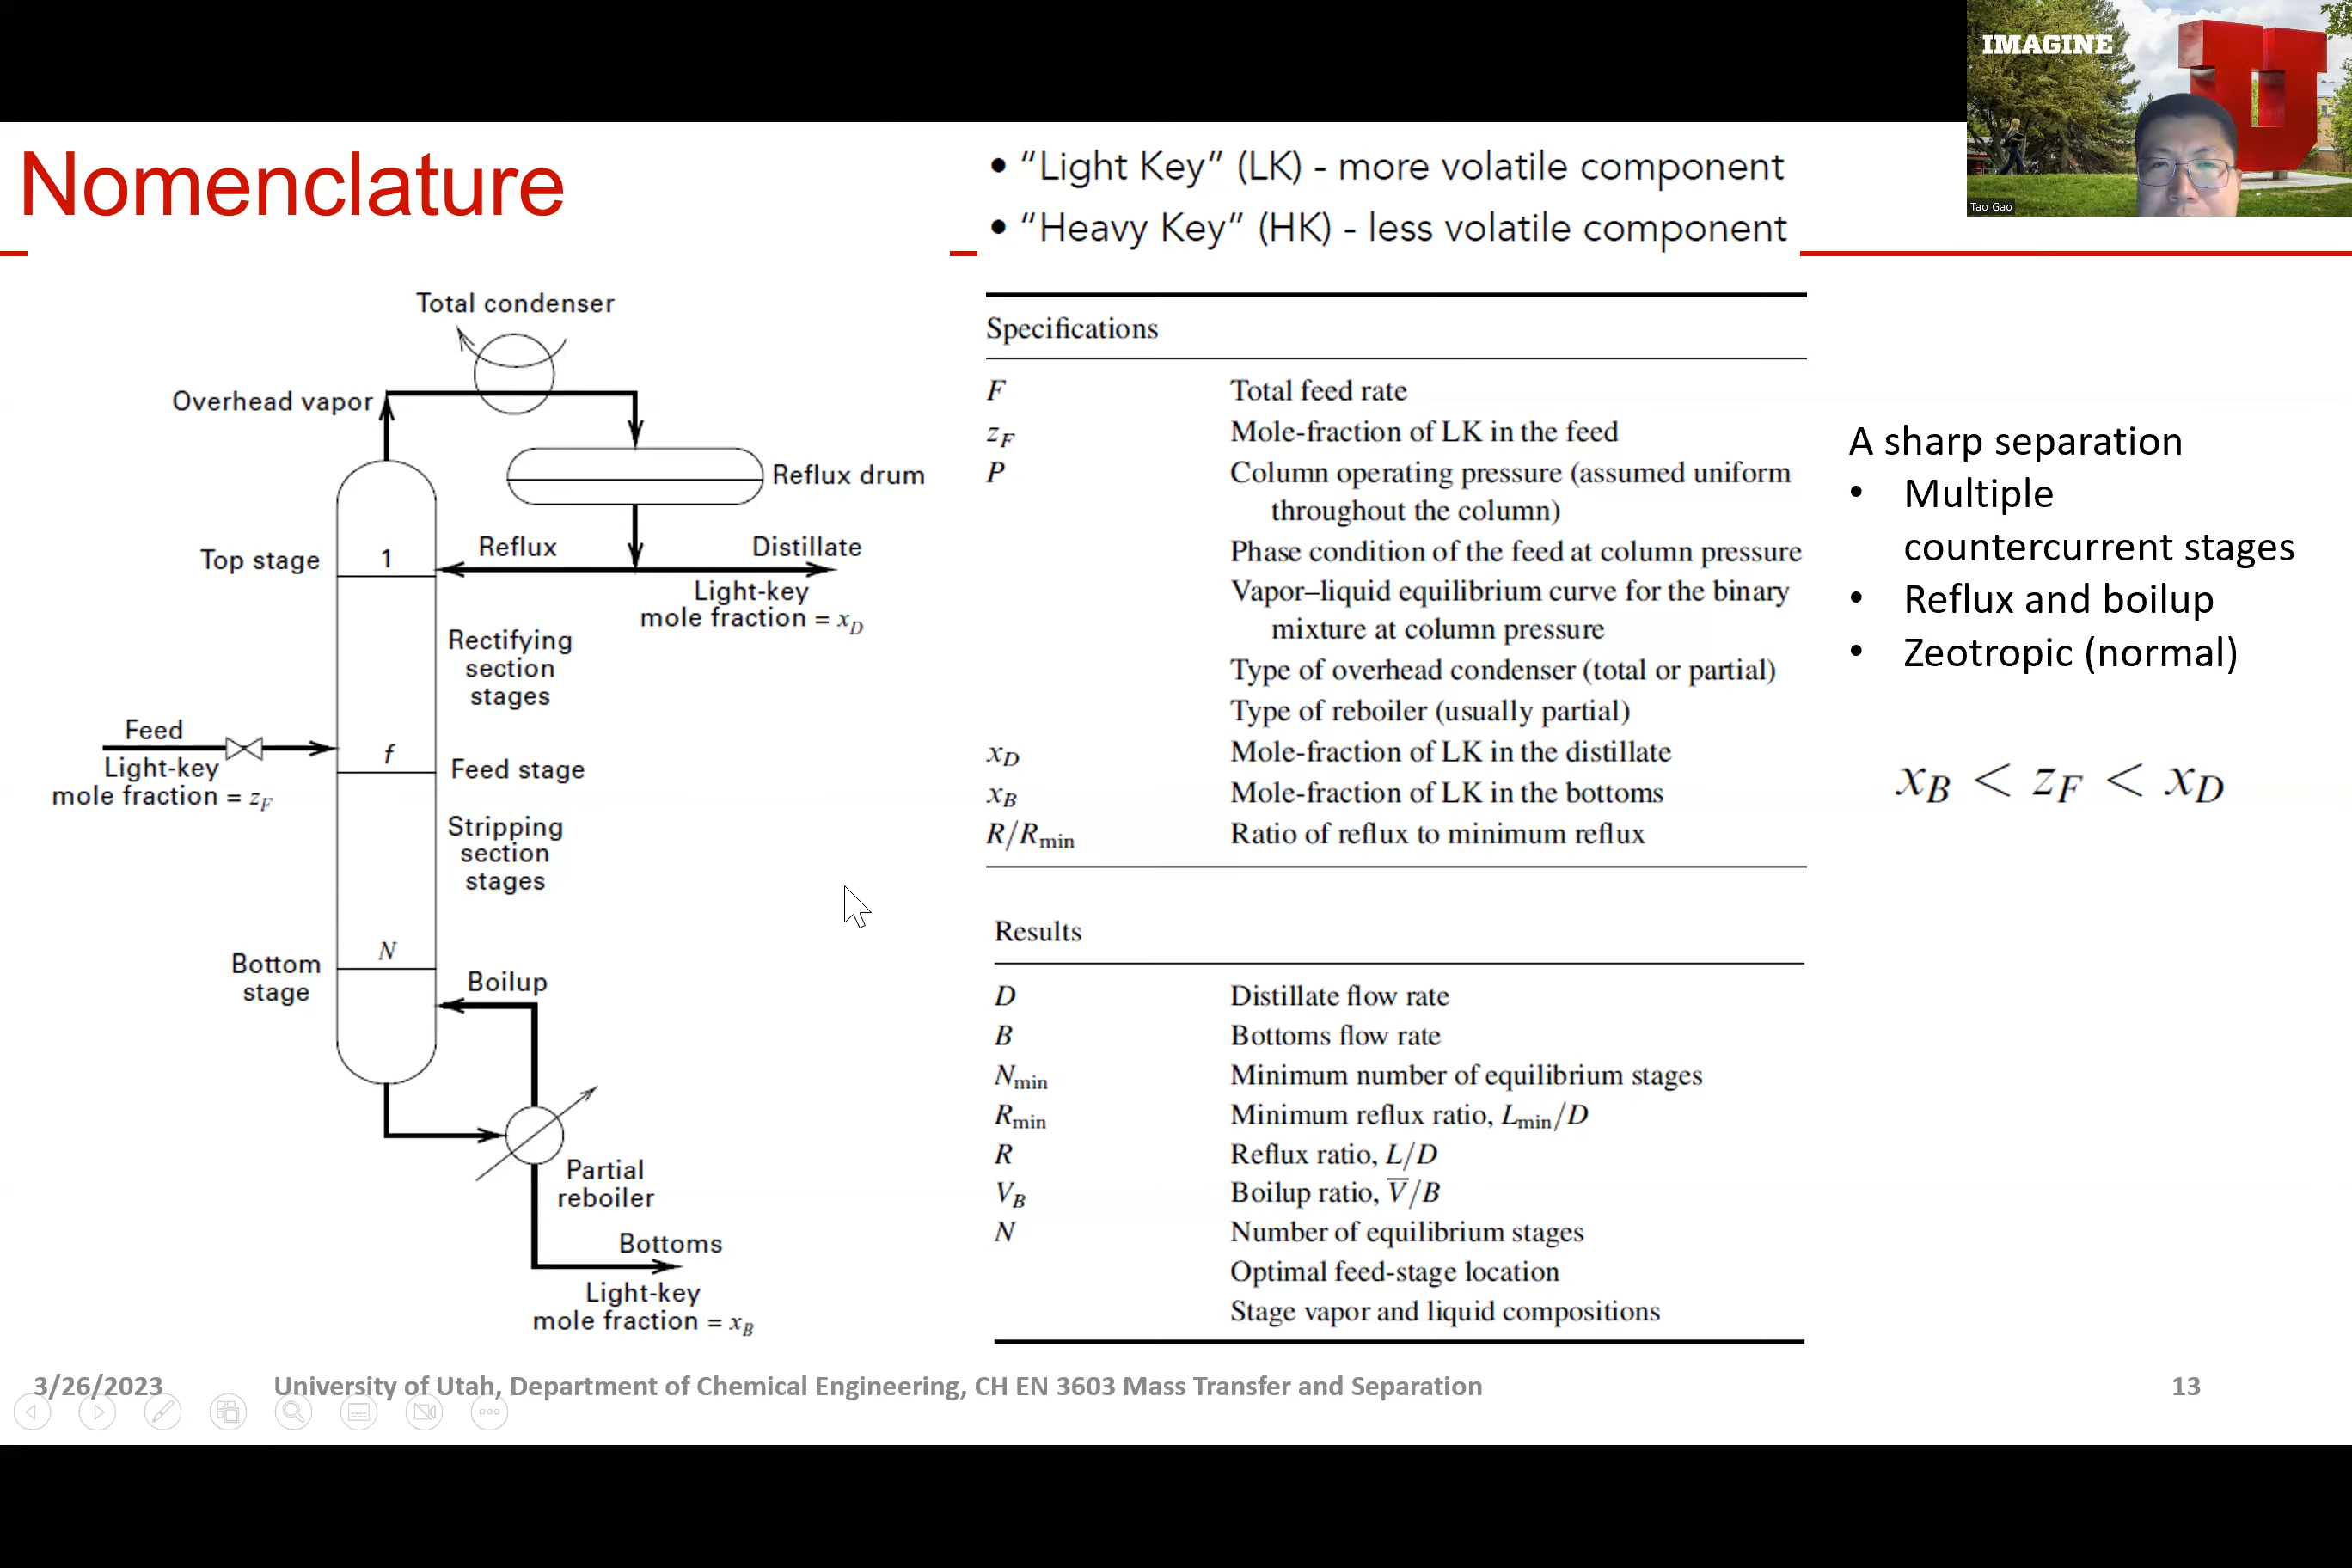 IMAGINE
Tao Gao
Nomenclature
• "Light Key" (LK) - more volatile component
• "Heavy Key" (HK) - less volatile component
Total condenser
Overhead vapor
Reflux drum
Reflux
Distillate
Top stage
1
Light-key
mole fraction = x_D
Rectifying
section
stages
Feed
Light-key
mole fraction = z_F
f
Feed stage
Stripping
section
stages
N
Bottom
stage
Boilup
Partial
reboiler
Bottoms
Light-key
mole fraction = x_B
Specifications
F Total feed rate
z_F Mole-fraction of LK in the feed
P Column operating pressure (assumed uniform
throughout the column)
Phase condition of the feed at column pressure
Vapor–liquid equilibrium curve for the binary
mixture at column pressure
Type of overhead condenser (total or partial)
Type of reboiler (usually partial)
x_D Mole-fraction of LK in the distillate
x_B Mole-fraction of LK in the bottoms
R/R_min Ratio of reflux to minimum reflux
Results
D Distillate flow rate
B Bottoms flow rate
N_min Minimum number of equilibrium stages
R_min Minimum reflux ratio, L_min/D
R Reflux ratio, L/D
V_B Boilup ratio, V̅/B
N Number of equilibrium stages
Optimal feed-stage location
Stage vapor and liquid compositions
A sharp separation
• Multiple
countercurrent stages
• Reflux and boilup
• Zeotropic (normal)
x_B < z_F < x_D
3/26/2023
University of Utah, Department of Chemical Engineering, CH EN 3603 Mass Transfer and Separation
13